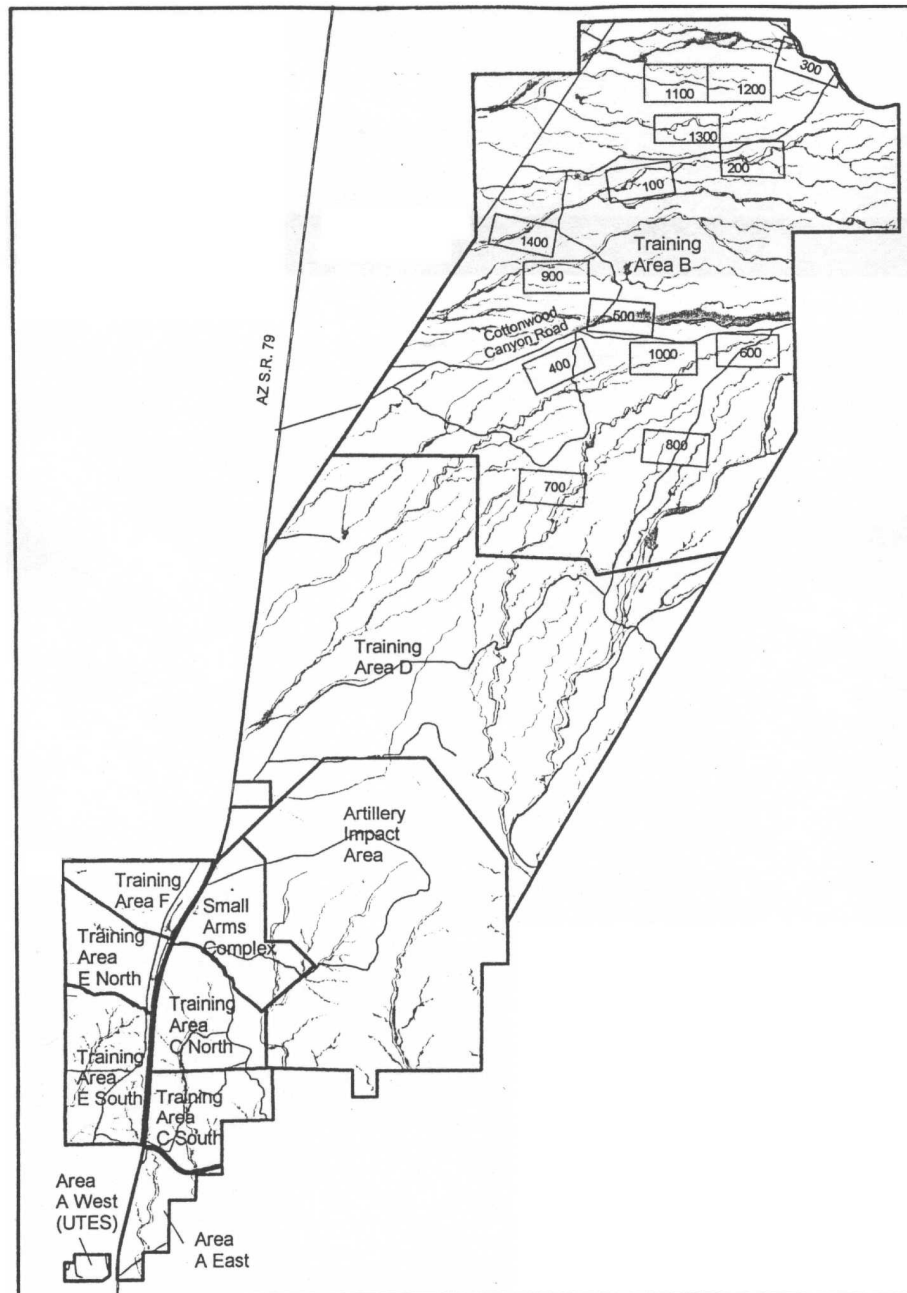 300
1100
1200
1300
200
100
1400
Training
Area B
900
500
Cottonwood
Canyon Road
AZ S.R. 79
400
1000
600
800
700
Training
Area D
Artillery
Impact
Area
Training
Area F
Small
Arms
Complex
Training
Area
E North
Training
Area
C North
Training
Area
E South
Training
Area
C South
Area
A West
(UTES)
Area
A East